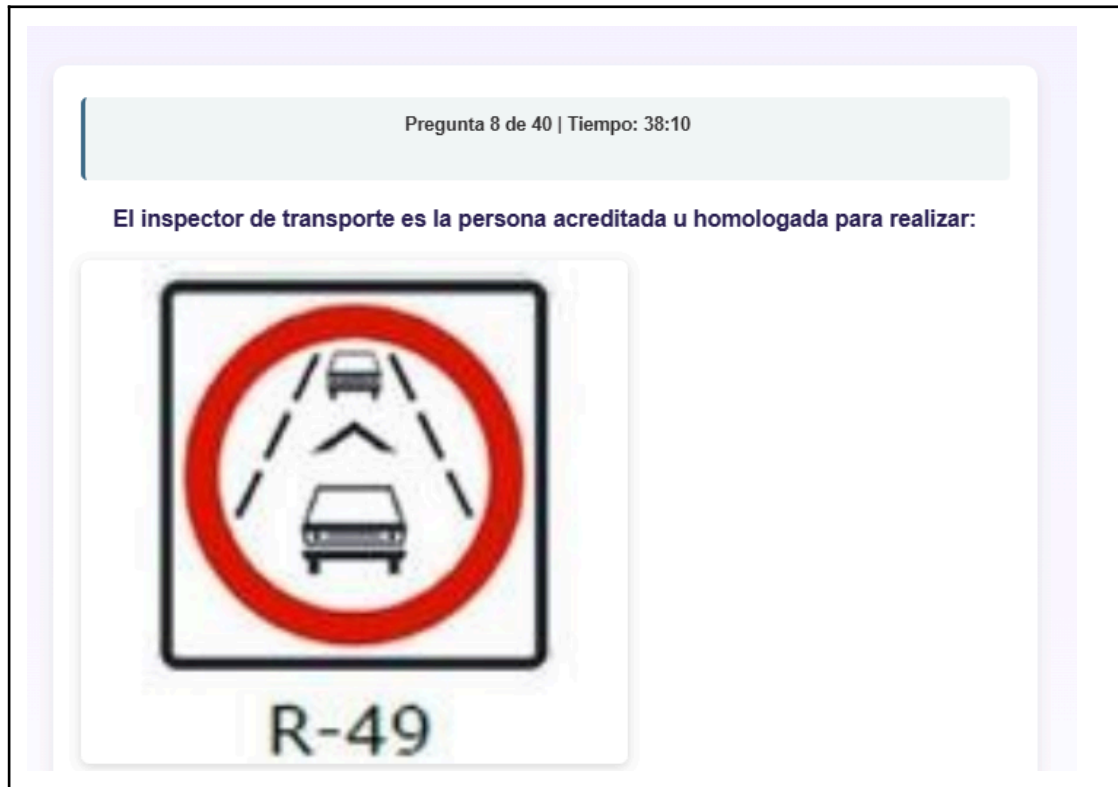 Pregunta 8 de 40 | Tiempo: 38:10
El inspector de transporte es la persona acreditada u homologada para realizar:
R-49